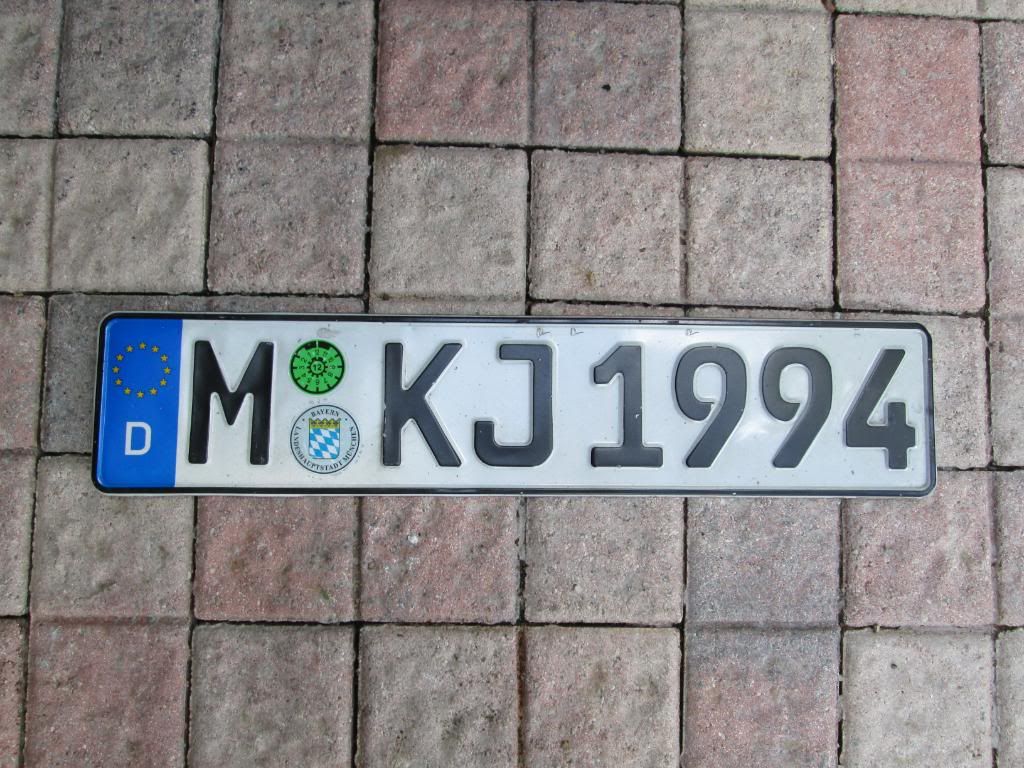 D M KJ 1994
12
BAYERN
LANDESHAUPTSTADT MÜNCHEN